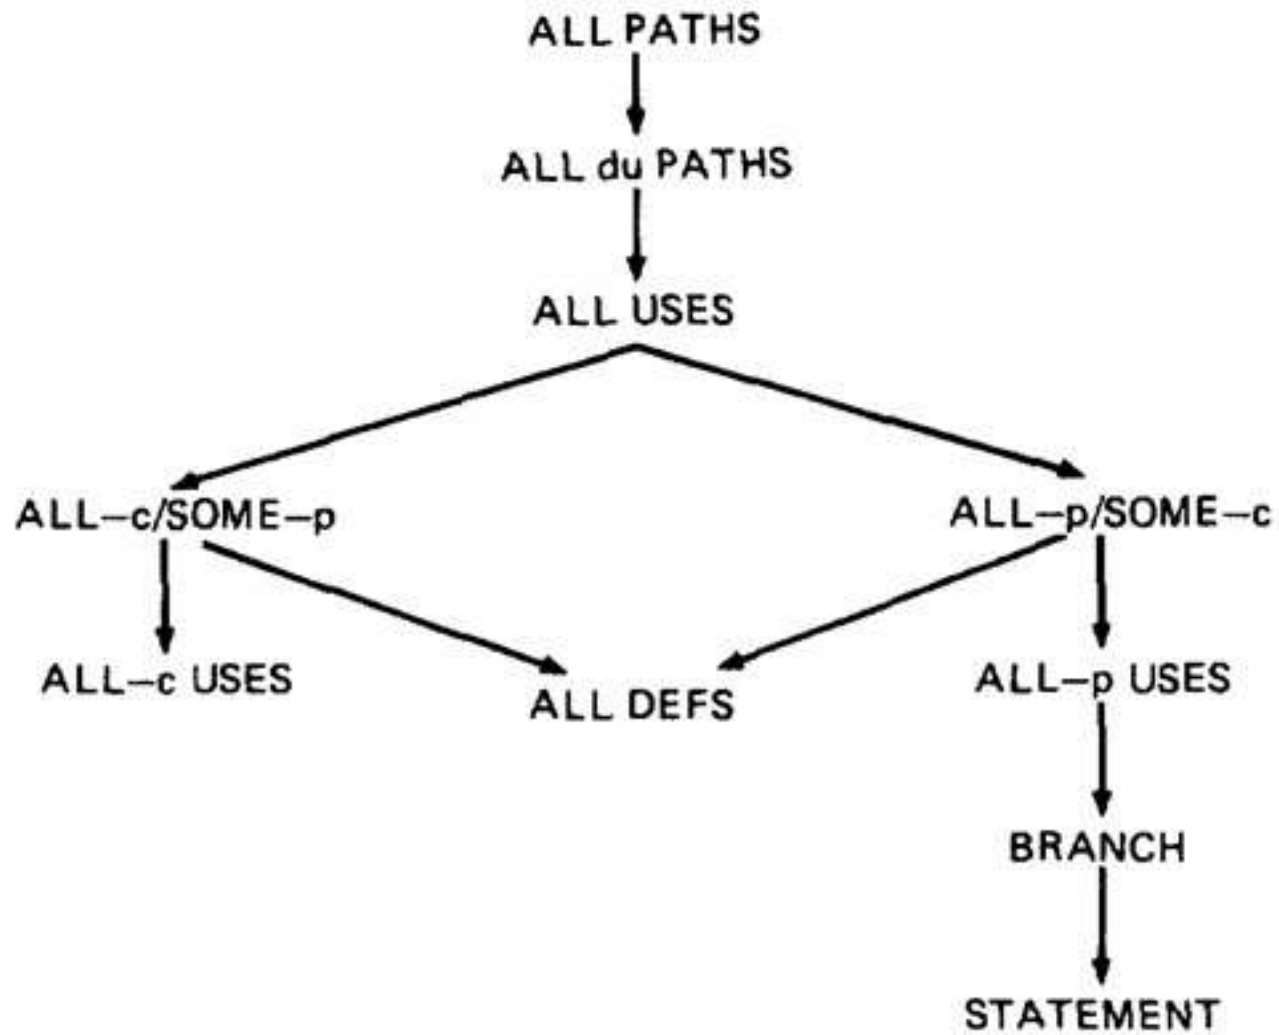 ALL PATHS
ALL du PATHS
ALL USES
ALL–c/SOME–p
ALL–p/SOME–c
ALL–c USES
ALL DEFS
ALL–p USES
BRANCH
STATEMENT